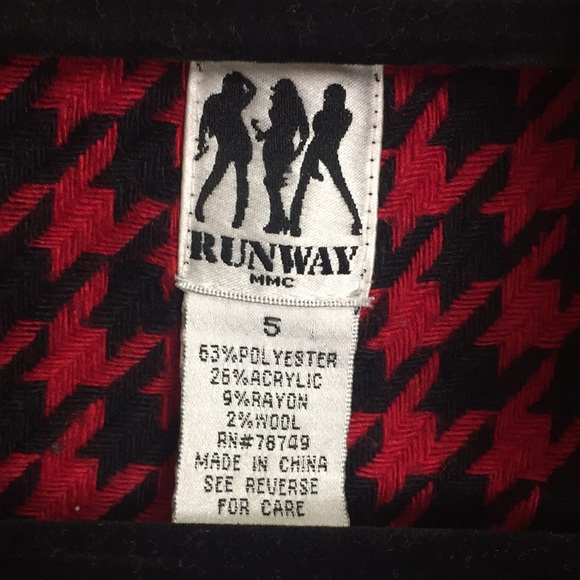 RUNWAY
MMC
5
63%POLYESTER
26%ACRYLIC
9%RAYON
2%WOOL
RN#78749
MADE IN CHINA
SEE REVERSE
FOR CARE